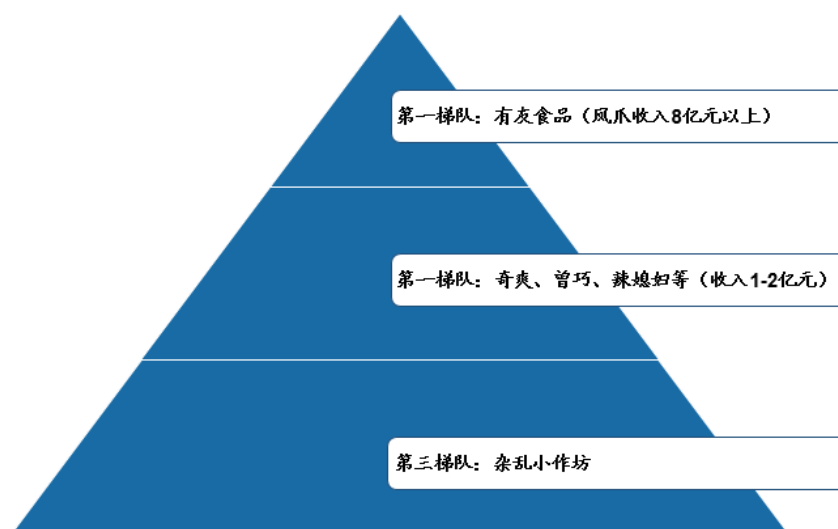 第一梯队：有友食品（凤爪收入8亿元以上）
第一梯队：奇爽、曾巧、辣媳妇等（收入1-2亿元）
第三梯队：杂乱小作坊